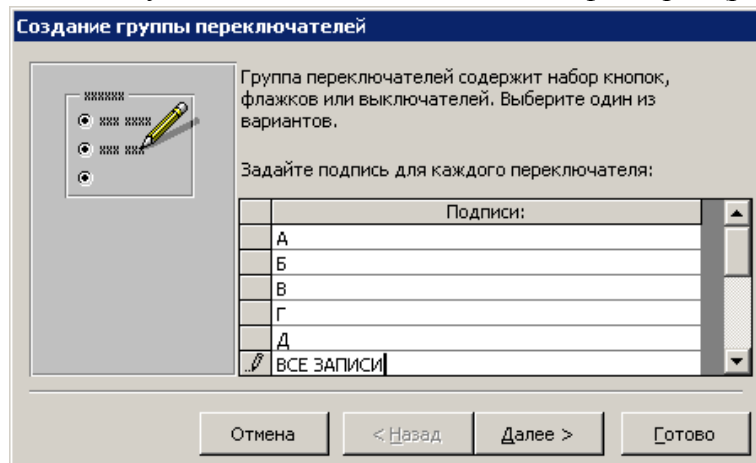 Создание группы переключателей
Группа переключателей содержит набор кнопок,
флажков или выключателей. Выберите один из
вариантов.
Задайте подпись для каждого переключателя:
Подписи:
А
Б
В
Г
Д
ВСЕ ЗАПИСИ
Отмена
< Назад
Далее >
Готово